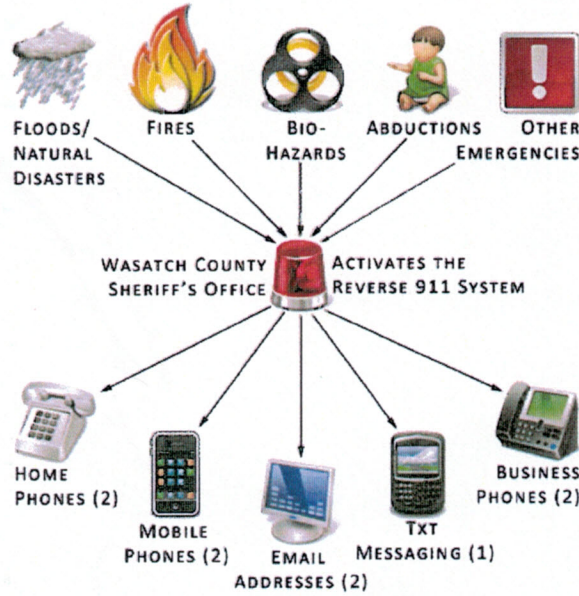 FLOODS/
NATURAL
DISASTERS
FIRES
BIO-
HAZARDS
ABDUCTIONS
OTHER
EMERGENCIES
WASATCH COUNTY
SHERIFF'S OFFICE
ACTIVATES THE
REVERSE 911 SYSTEM
HOME
PHONES (2)
MOBILE
PHONES (2)
EMAIL
ADDRESSES (2)
TXT
MESSAGING (1)
BUSINESS
PHONES (2)